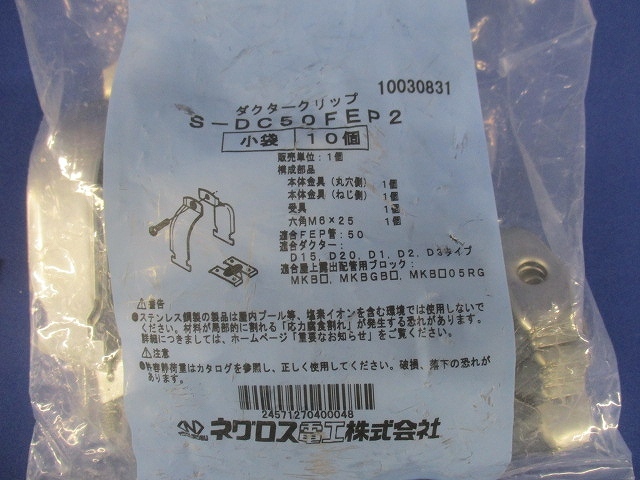 10030831
ダクタークリップ
S-DC50FEP2
小袋 10個
販売単位:1個
構成部品
本体金具(丸穴側) 1個
本体金具(ねじ側) 1個
受具 1個
六角M6×25 1個
適合FEP管:50
適合ダクター:
D15, D20, D1, D2, D3タイプ
適合屋上露出配管用ブロック:
MKB□, MKBGB□, MKB□05RG
⚠警告
●ステンレス鋼製の製品は屋内プール等、塩素イオンを含む環境では使用しないで
ください。材料が局部的に割れる「応力腐食割れ」が発生する恐れがあります。
詳細につきましては、ホームページ「重要なお知らせ」をご覧ください。
⚠注意
●許容静荷重はカタログを参照し、正しく使用してください。破損、落下の恐れが
あります。
24571270400048
ネグロス電工株式会社